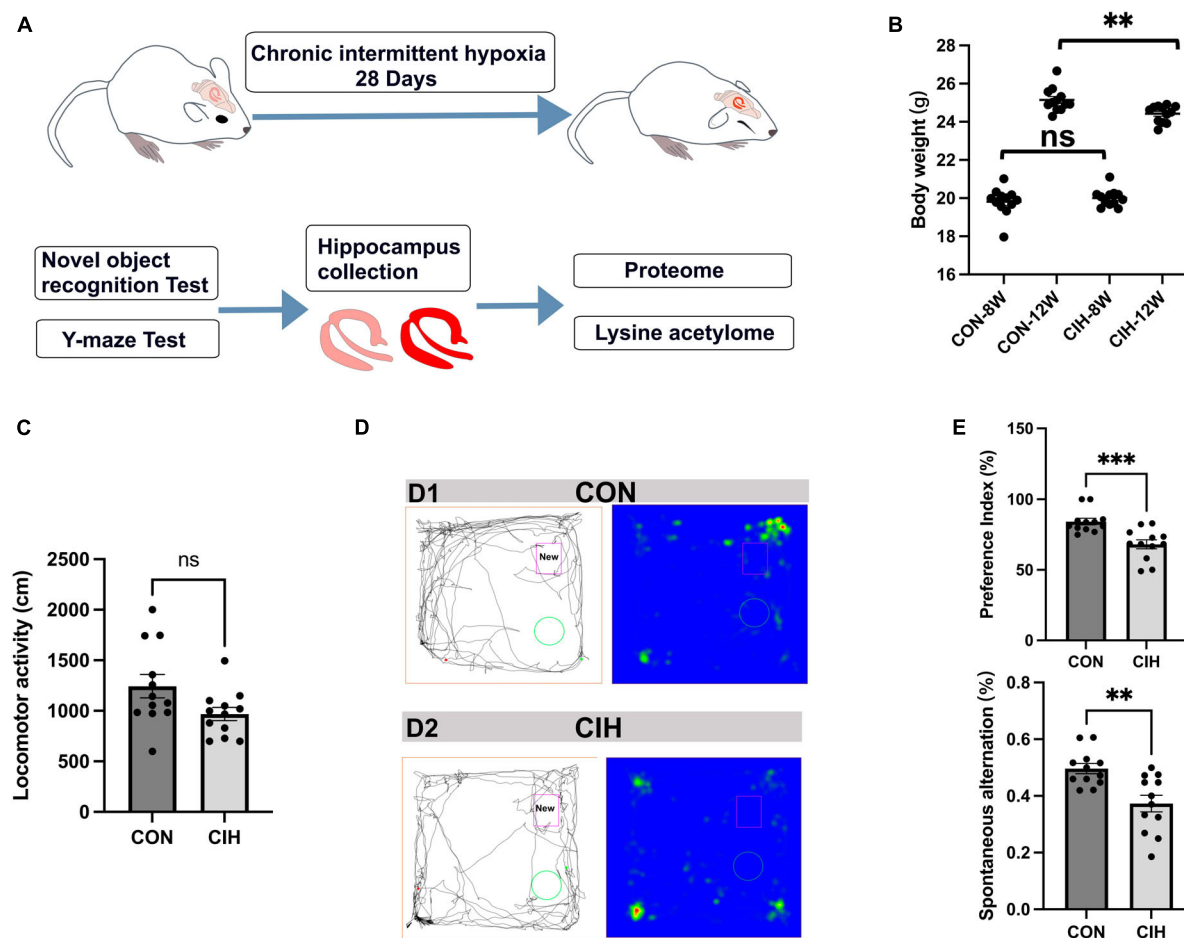 A
Chronic intermittent hypoxia
28 Days
Novel object
recognition Test
Y-maze Test
Hippocampus
collection
Proteome
Lysine acetylome
B
Body weight (g)
28
26
24
22
20
18
16
**
ns
CON-8W
CON-12W
CIH-8W
CIH-12W
C
Locomotor activity (cm)
2500
2000
1500
1000
500
0
ns
CON
CIH
D
D1
CON
New
D2
CIH
New
E
Preference Index (%)
150
100
50
0
***
CON
CIH
Spontaneous alternation (%)
0.8
0.6
0.4
0.2
0.0
**
CON
CIH